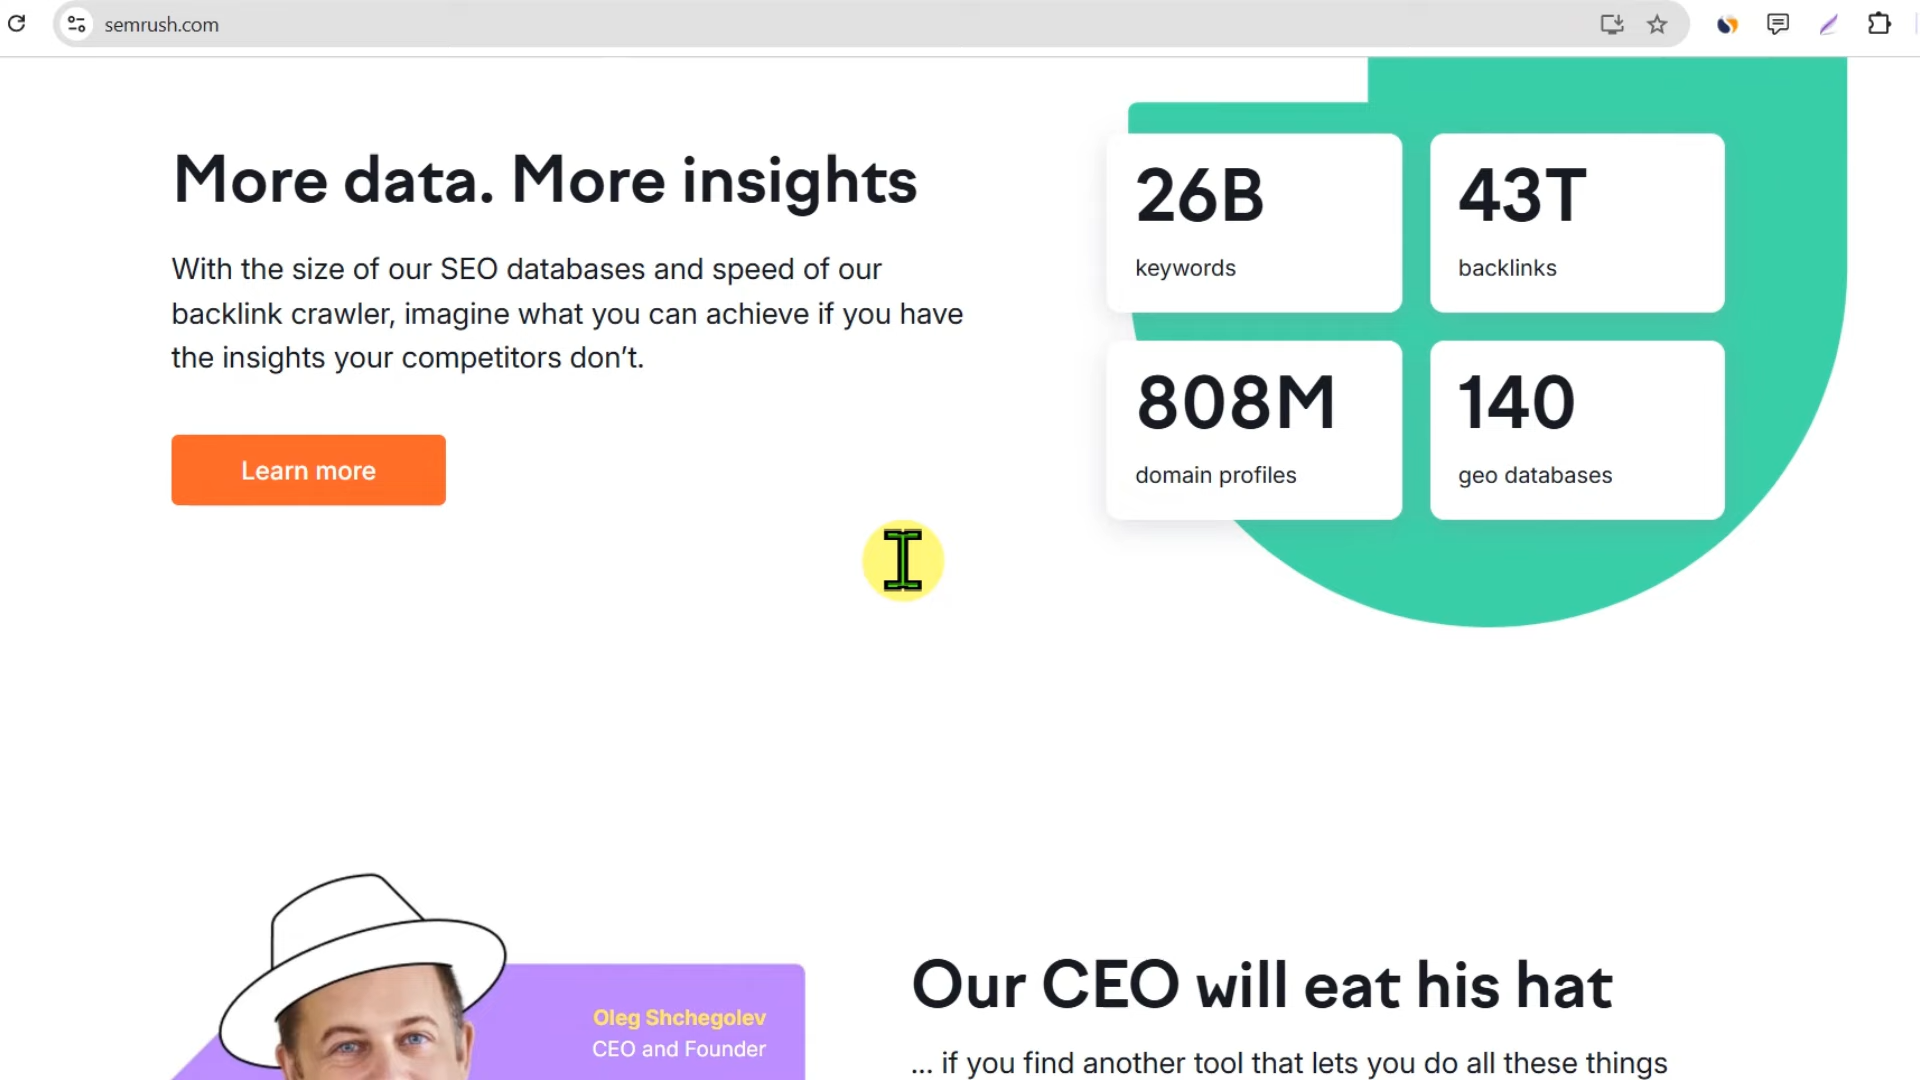 semrush.com
More data. More insights
With the size of our SEO databases and speed of our
backlink crawler, imagine what you can achieve if you have
the insights your competitors don’t.
Learn more
26B
keywords
43T
backlinks
808M
domain profiles
140
geo databases
Oleg Shchegolev
CEO and Founder
Our CEO will eat his hat
... if you find another tool that lets you do all these things